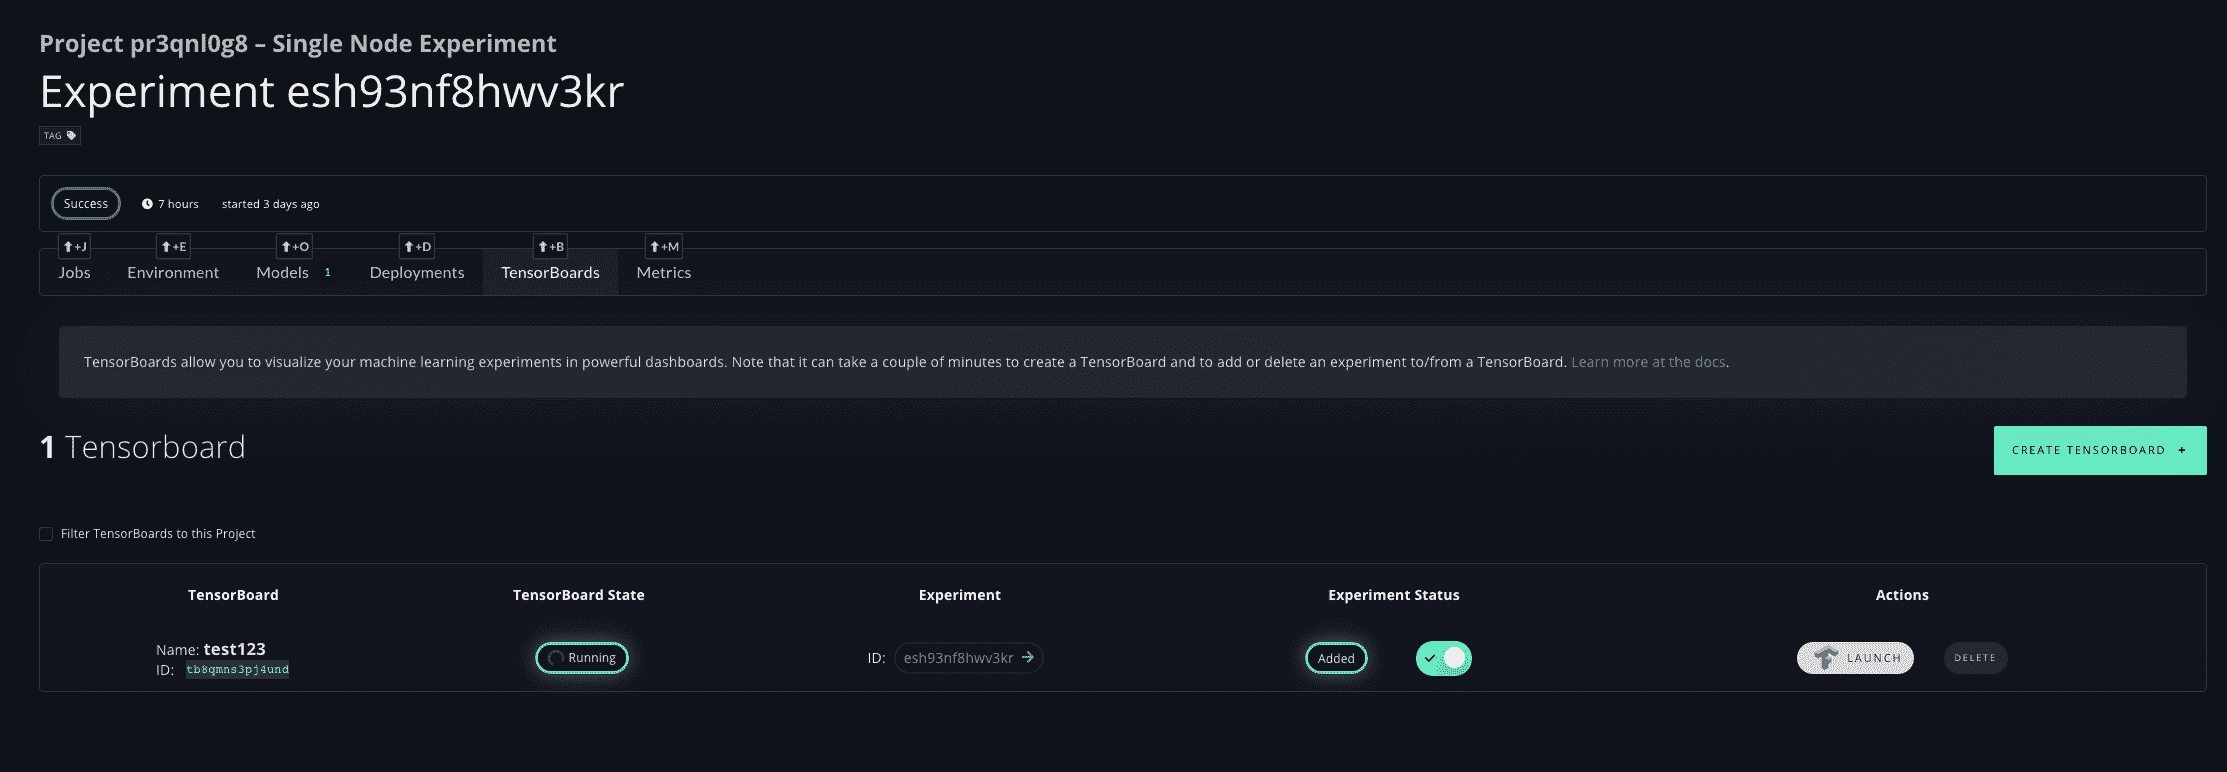 Project pr3qnl0g8 – Single Node Experiment
Experiment esh93nf8hwv3kr
TAG
Success 7 hours started 3 days ago
⬆+J ⬆+E ⬆+O ⬆+D ⬆+B ⬆+M
Jobs Environment Models 1 Deployments TensorBoards Metrics
TensorBoards allow you to visualize your machine learning experiments in powerful dashboards. Note that it can take a couple of minutes to create a TensorBoard and to add or delete an experiment to/from a TensorBoard. Learn more at the docs.
1 Tensorboard
CREATE TENSORBOARD +
Filter TensorBoards to this Project
TensorBoard TensorBoard State Experiment Experiment Status Actions
Name: test123
ID: tb8qmns3pj4und Running ID: esh93nf8hwv3kr → Added LAUNCH DELETE